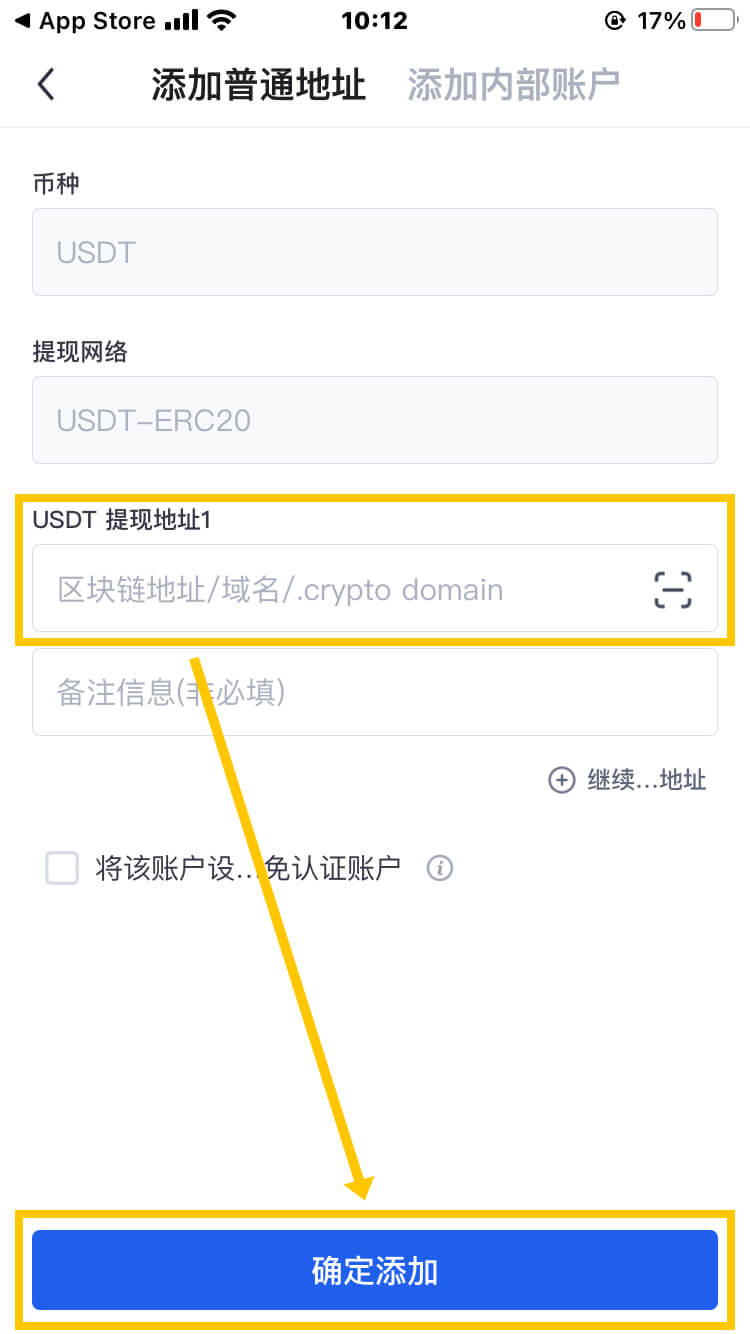 App Store
10:12
17%
添加普通地址 添加内部账户
币种
USDT
提现网络
USDT-ERC20
USDT 提现地址1
区块链地址/域名/.crypto domain
备注信息(非必填)
继续...地址
将该账户设...免认证账户
确定添加